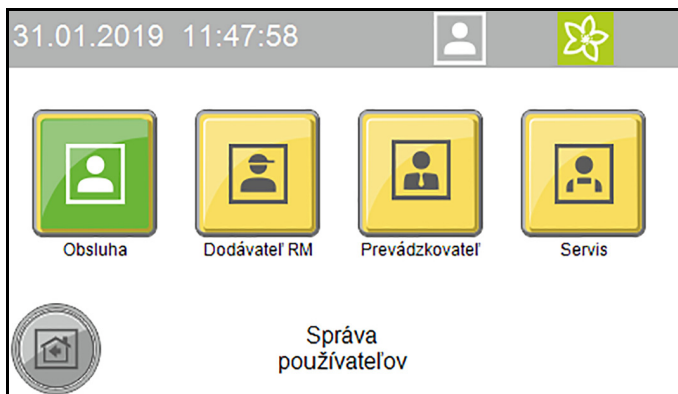 31.01.2019 11:47:58
Obsluha
Dodávateľ RM
Prevádzkovateľ
Servis
Správa
používateľov